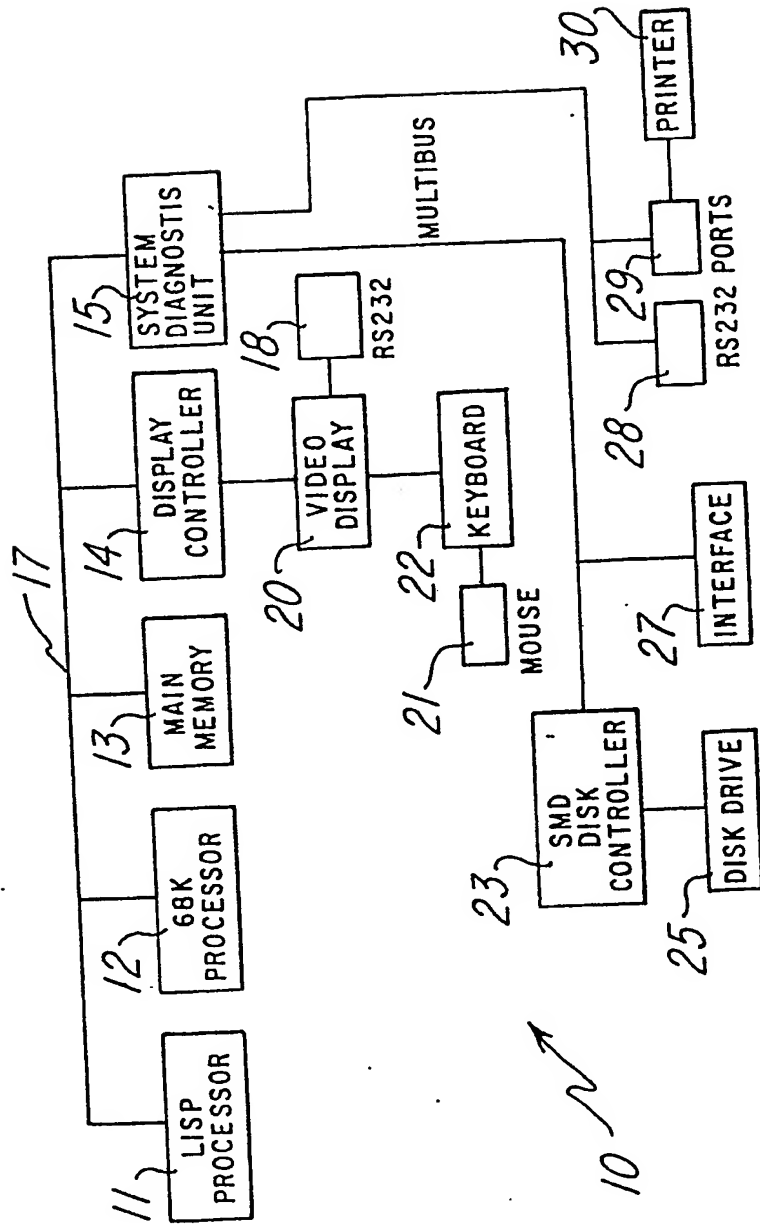 17
11
LISP
PROCESSOR
12
68K
PROCESSOR
13
MAIN
MEMORY
14
DISPLAY
CONTROLLER
15
SYSTEM
DIAGNOSTIS
UNIT
18
RS232
20
VIDEO
DISPLAY
MULTIBUS
22
KEYBOARD
21
MOUSE
23
SMD
DISK
CONTROLLER
25
DISK DRIVE
27
INTERFACE
28
29
RS232 PORTS
30
PRINTER
10